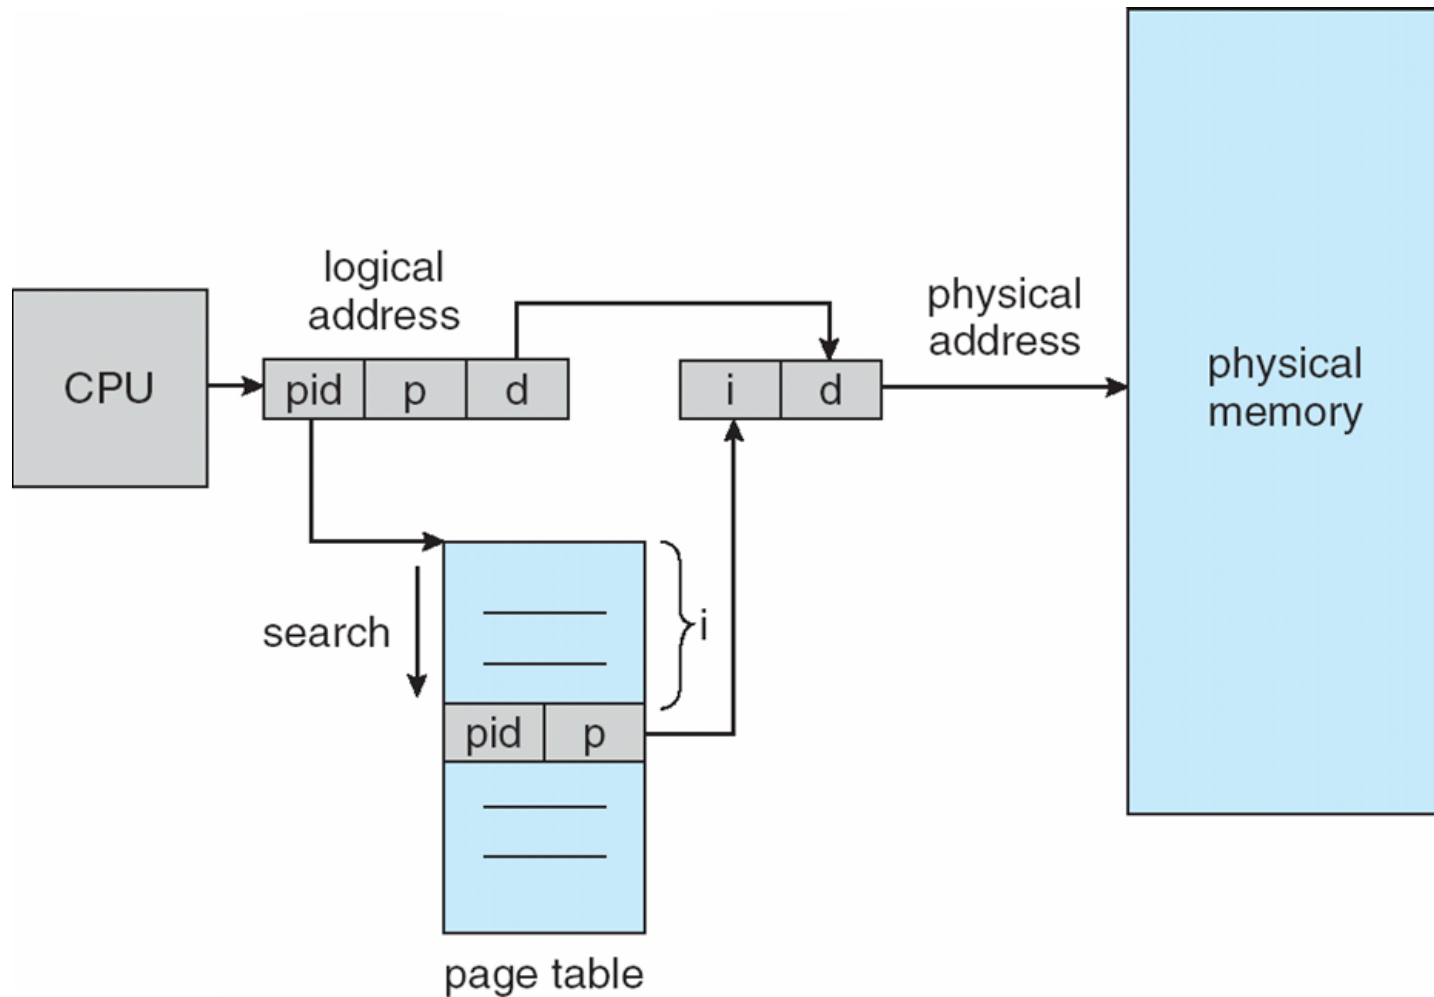 logical
address
physical
address
CPU
pid
p
d
i
d
physical
memory
search
i
pid
p
page table